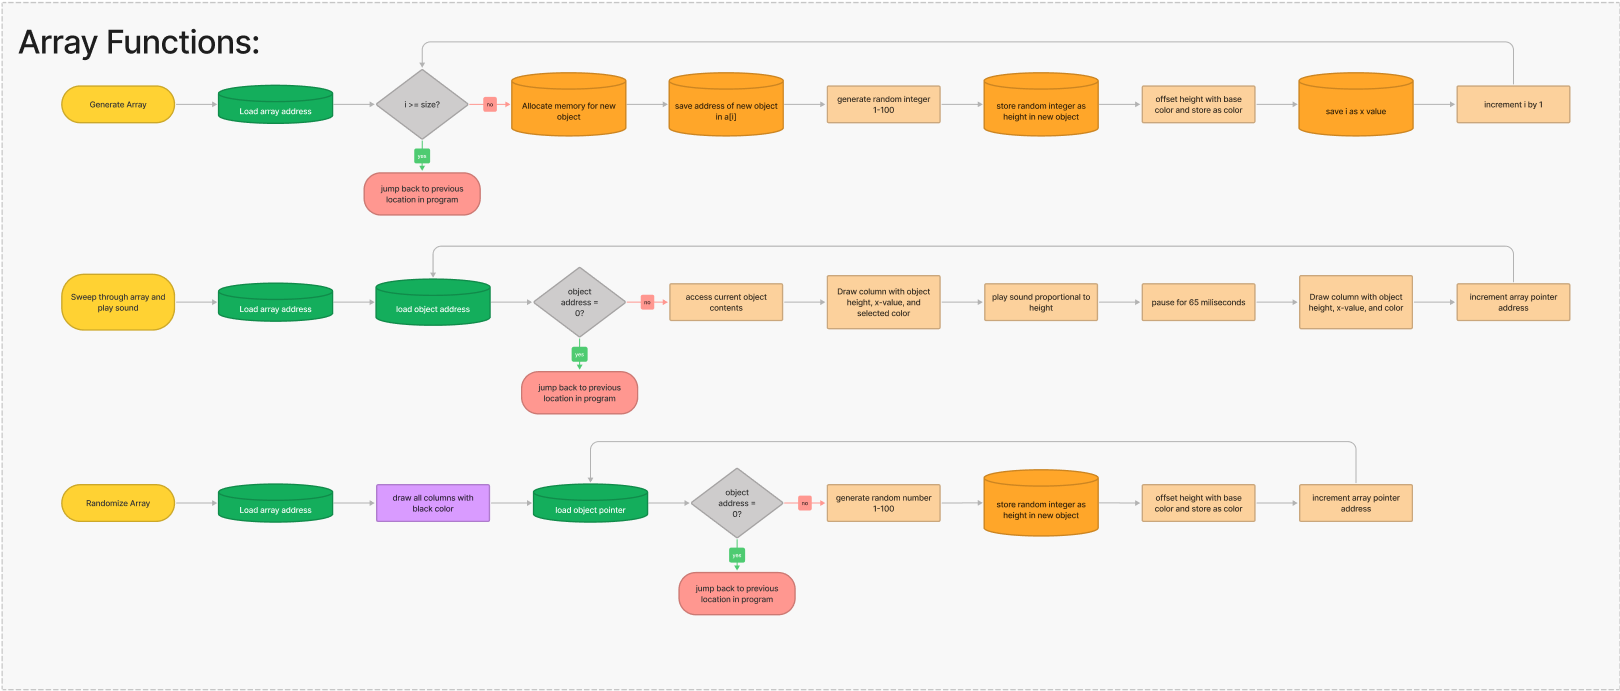 Array Functions:
Generate Array
Load array address
i >= size?
no
Allocate memory for new
object
save address of new object
in a[i]
generate random integer
1-100
store random integer as
height in new object
offset height with base
color and store as color
save i as x value
increment i by 1
yes
jump back to previous
location in program
Sweep through array and
play sound
Load array address
load object address
object
address =
0?
no
access current object
contents
Draw column with object
height, x-value, and
selected color
play sound proportional to
height
pause for 65 miliseconds
Draw column with object
height, x-value, and color
increment array pointer
address
yes
jump back to previous
location in program
Randomize Array
Load array address
draw all columns with
black color
load object pointer
object
address =
0?
no
generate random number
1-100
store random integer as
height in new object
offset height with base
color and store as color
increment array pointer
address
yes
jump back to previous
location in program